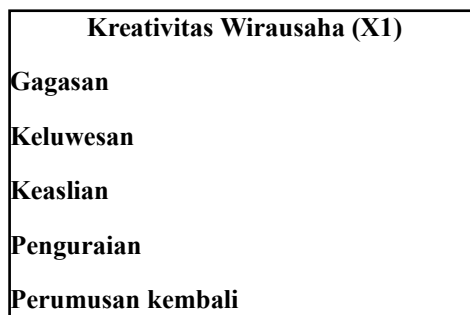 Kreativitas Wirausaha (X1)
Gagasan
Keluwesan
Keaslian
Penguraian
Perumusan kembali